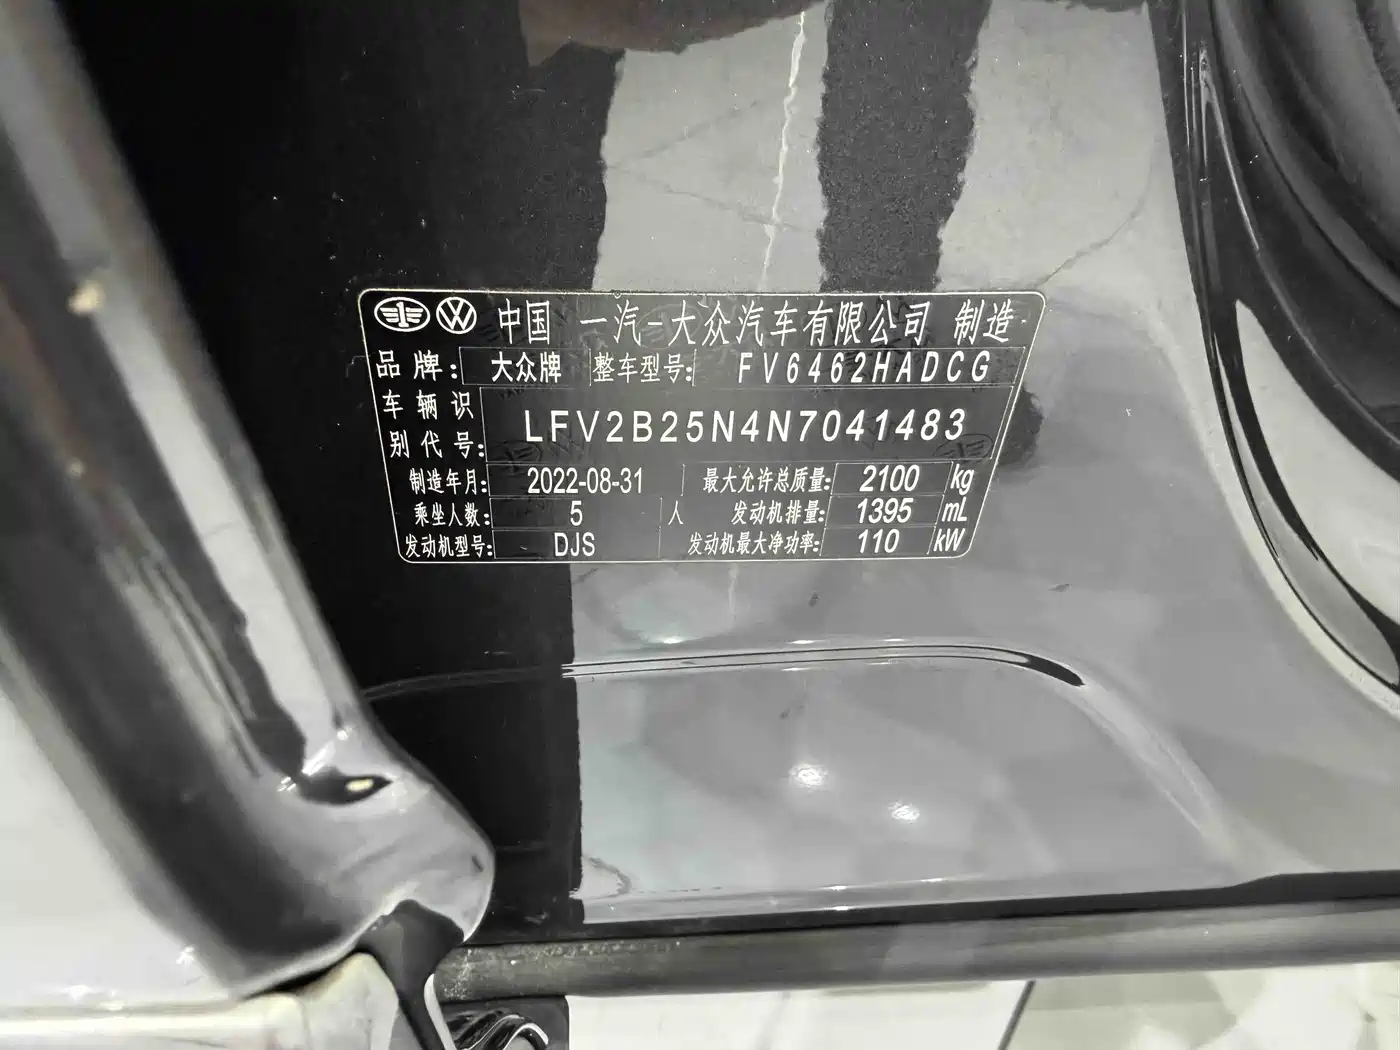 中国 一汽-大众汽车有限公司 制造
品牌: 大众牌 整车型号: FV6462HADCG
车辆识别代号: LFV2B25N4N7041483
制造年月: 2022-08-31 最大允许总质量: 2100 kg
乘坐人数: 5 人 发动机排量: 1395 mL
发动机型号: DJS 发动机最大净功率: 110 kW